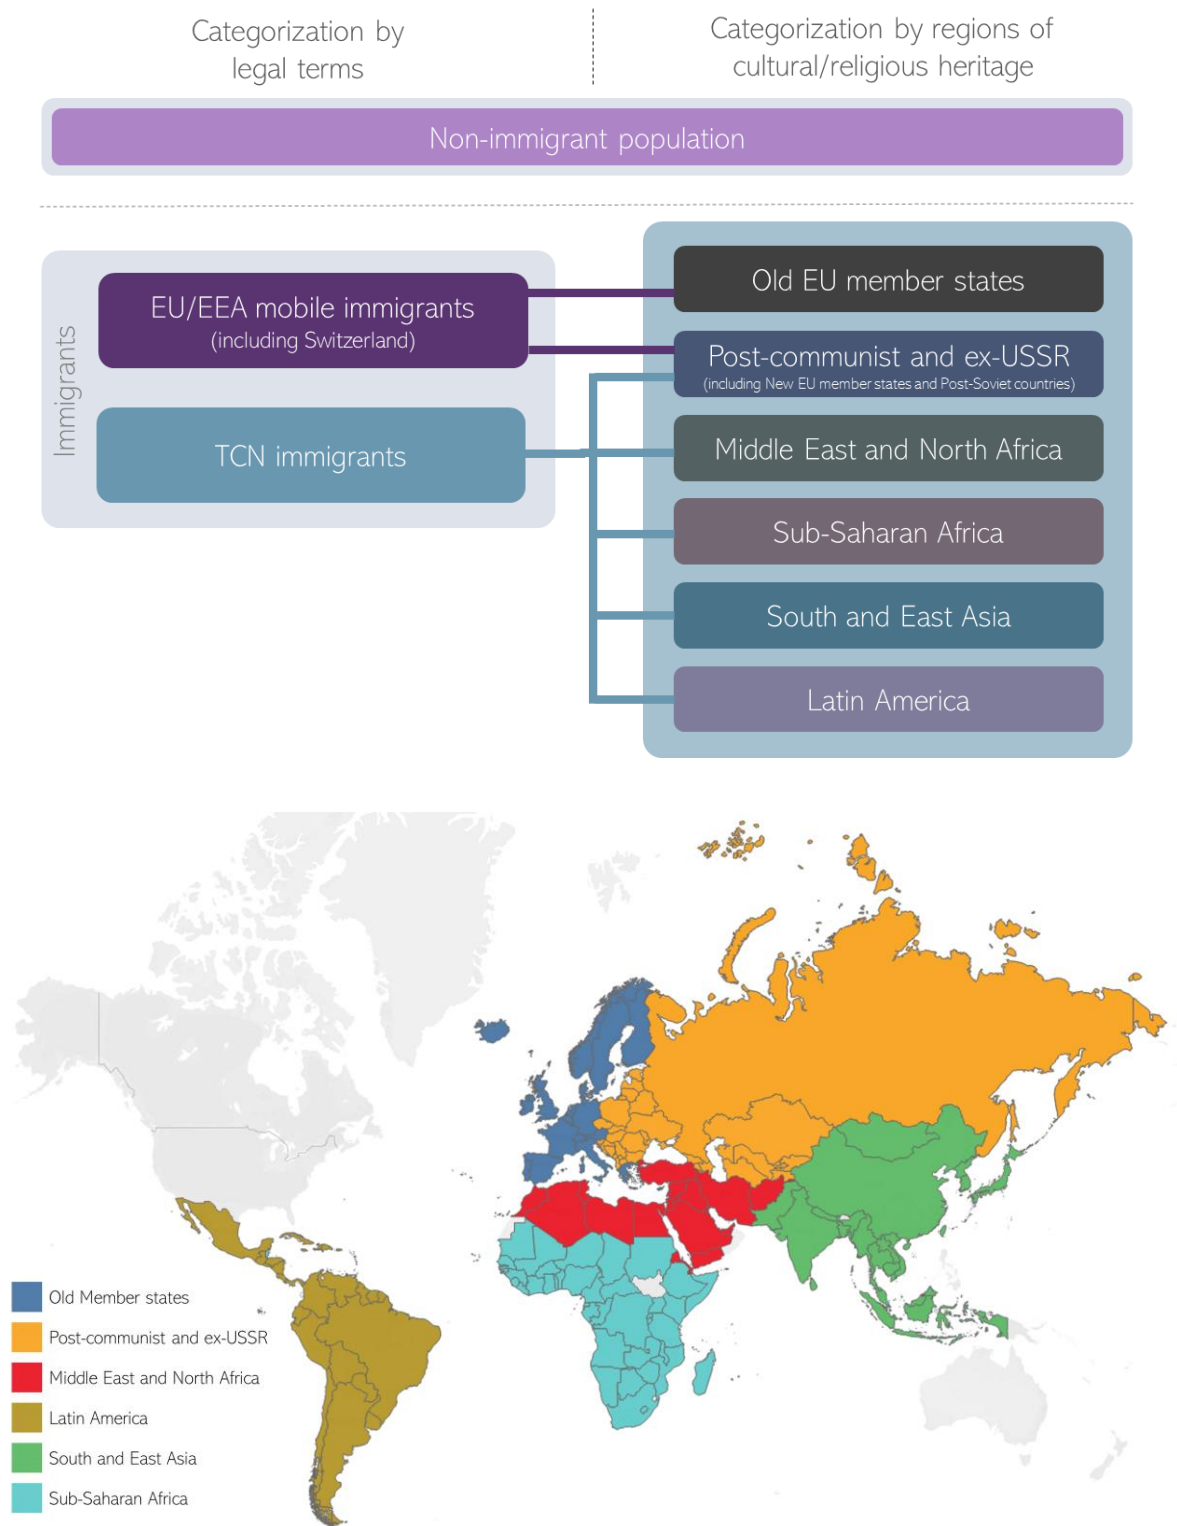 Categorization by
legal terms
Categorization by regions of
cultural/religious heritage
Non-immigrant population
Immigrants
EU/EEA mobile immigrants
(including Switzerland)
TCN immigrants
Old EU member states
Post-communist and ex-USSR
(including New EU member states and Post-Soviet countries)
Middle East and North Africa
Sub-Saharan Africa
South and East Asia
Latin America
Old Member states
Post-communist and ex-USSR
Middle East and North Africa
Latin America
South and East Asia
Sub-Saharan Africa